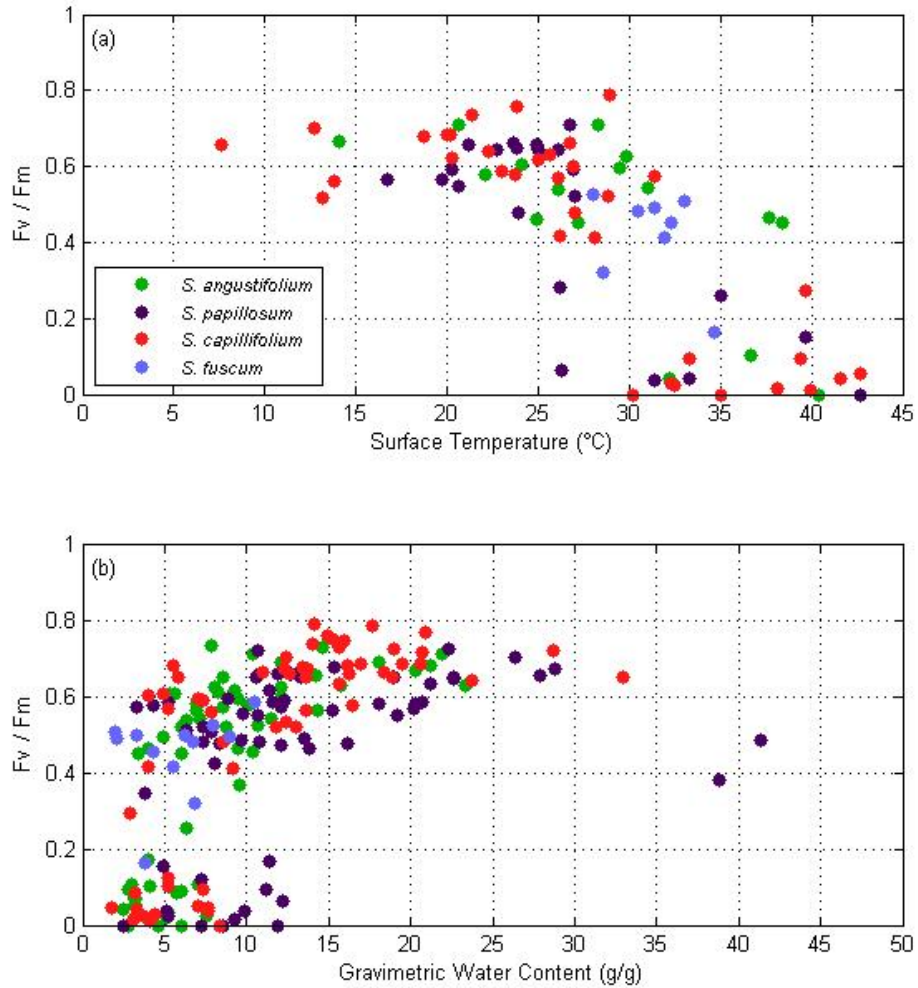 1
(a)
0.8
0.6
Fv / Fm
0.4
S. angustifolium
S. papillosum
0.2
S. capillifolium
S. fuscum
0
0 5 10 15 20 25 30 35 40 45
Surface Temperature (ºC)
1
(b)
0.8
0.6
Fv / Fm
0.4
0.2
0
0 5 10 15 20 25 30 35 40 45 50
Gravimetric Water Content (g/g)